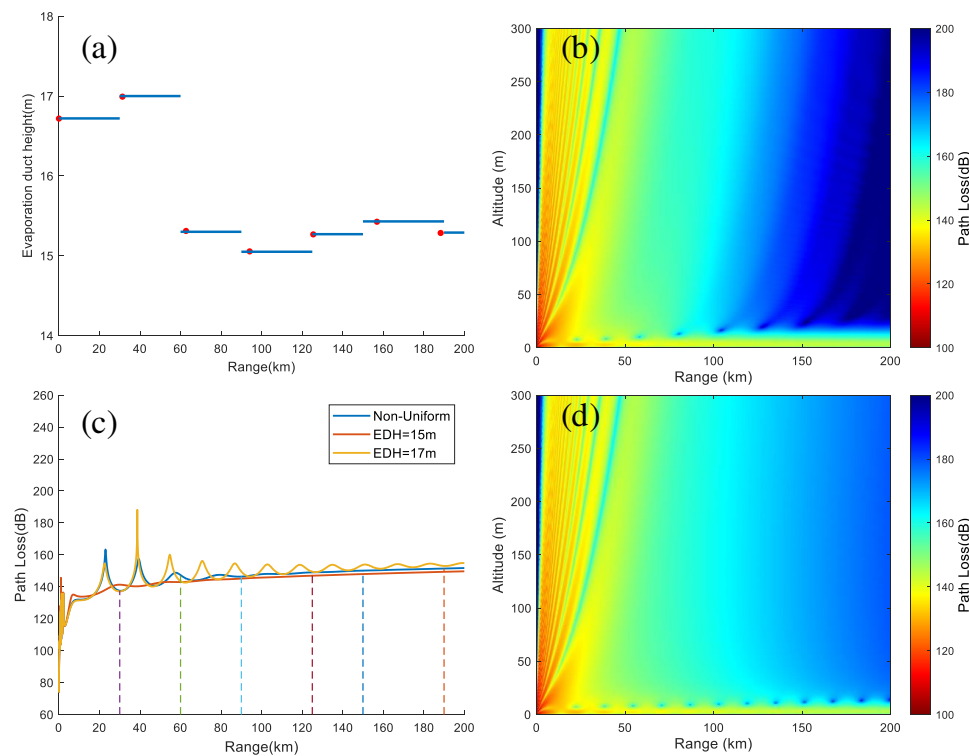 (a)
Evaporation duct height(m)
18
17
16
15
14
0 20 40 60 80 100 120 140 160 180 200
Range(km)
(b)
Altitude (m)
300
250
200
150
100
50
0
0 50 100 150 200
Range (km)
200
180
160
140
120
100
Path Loss(dB)
(c)
Non-Uniform
EDH=15m
EDH=17m
Path Loss(dB)
260
240
220
200
180
160
140
120
100
80
60
0 20 40 60 80 100 120 140 160 180 200
Range(km)
(d)
Altitude (m)
300
250
200
150
100
50
0
0 50 100 150 200
Range (km)
200
180
160
140
120
100
Path Loss(dB)